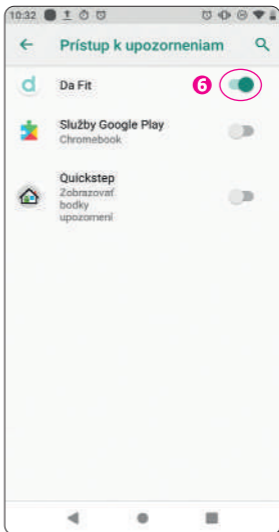 10:32
Prístup k upozorneniam
Da Fit
6
Služby Google Play
Chromebook
Quickstep
Zobrazovať
bodky
upozornení